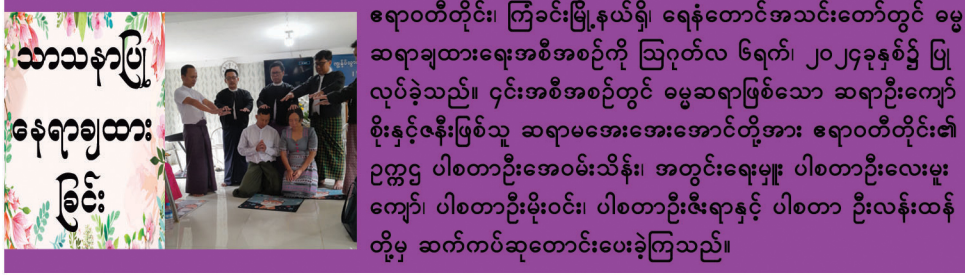 သာသနာပြု
နေရာချထား
ခြင်း
ဧရာဝတီတိုင်း၊ ကြံခင်းမြို့နယ်ရှိ၊ ရေနံတောင်အသင်းတော်တွင် ဓမ္မ
ဆရာချထားရေးအစီအစဉ်ကို ဩဂုတ်လ ၆ရက်၊ ၂၀၂၄ခုနှစ်၌ ပြု
လုပ်ခဲ့သည်။ ၄င်းအစီအစဉ်တွင် ဓမ္မဆရာဖြစ်သော ဆရာဦးကျော်
စိုးနှင့်ဇနီးဖြစ်သူ ဆရာမအေးအေးအောင်တို့အား ဧရာဝတီတိုင်း၏
ဥက္ကဌ ပါစတာဦးအေဝမ်းသိန်း၊ အတွင်းရေးမှူး ပါစတာဦးလေးမူး
ကျော်၊ ပါစတာဦးမိုးဝင်း၊ ပါစတာဦးဇီးရာနှင့် ပါစတာ ဦးလန်းထန်
တို့မှ ဆက်ကပ်ဆုတောင်းပေးခဲ့ကြသည်။